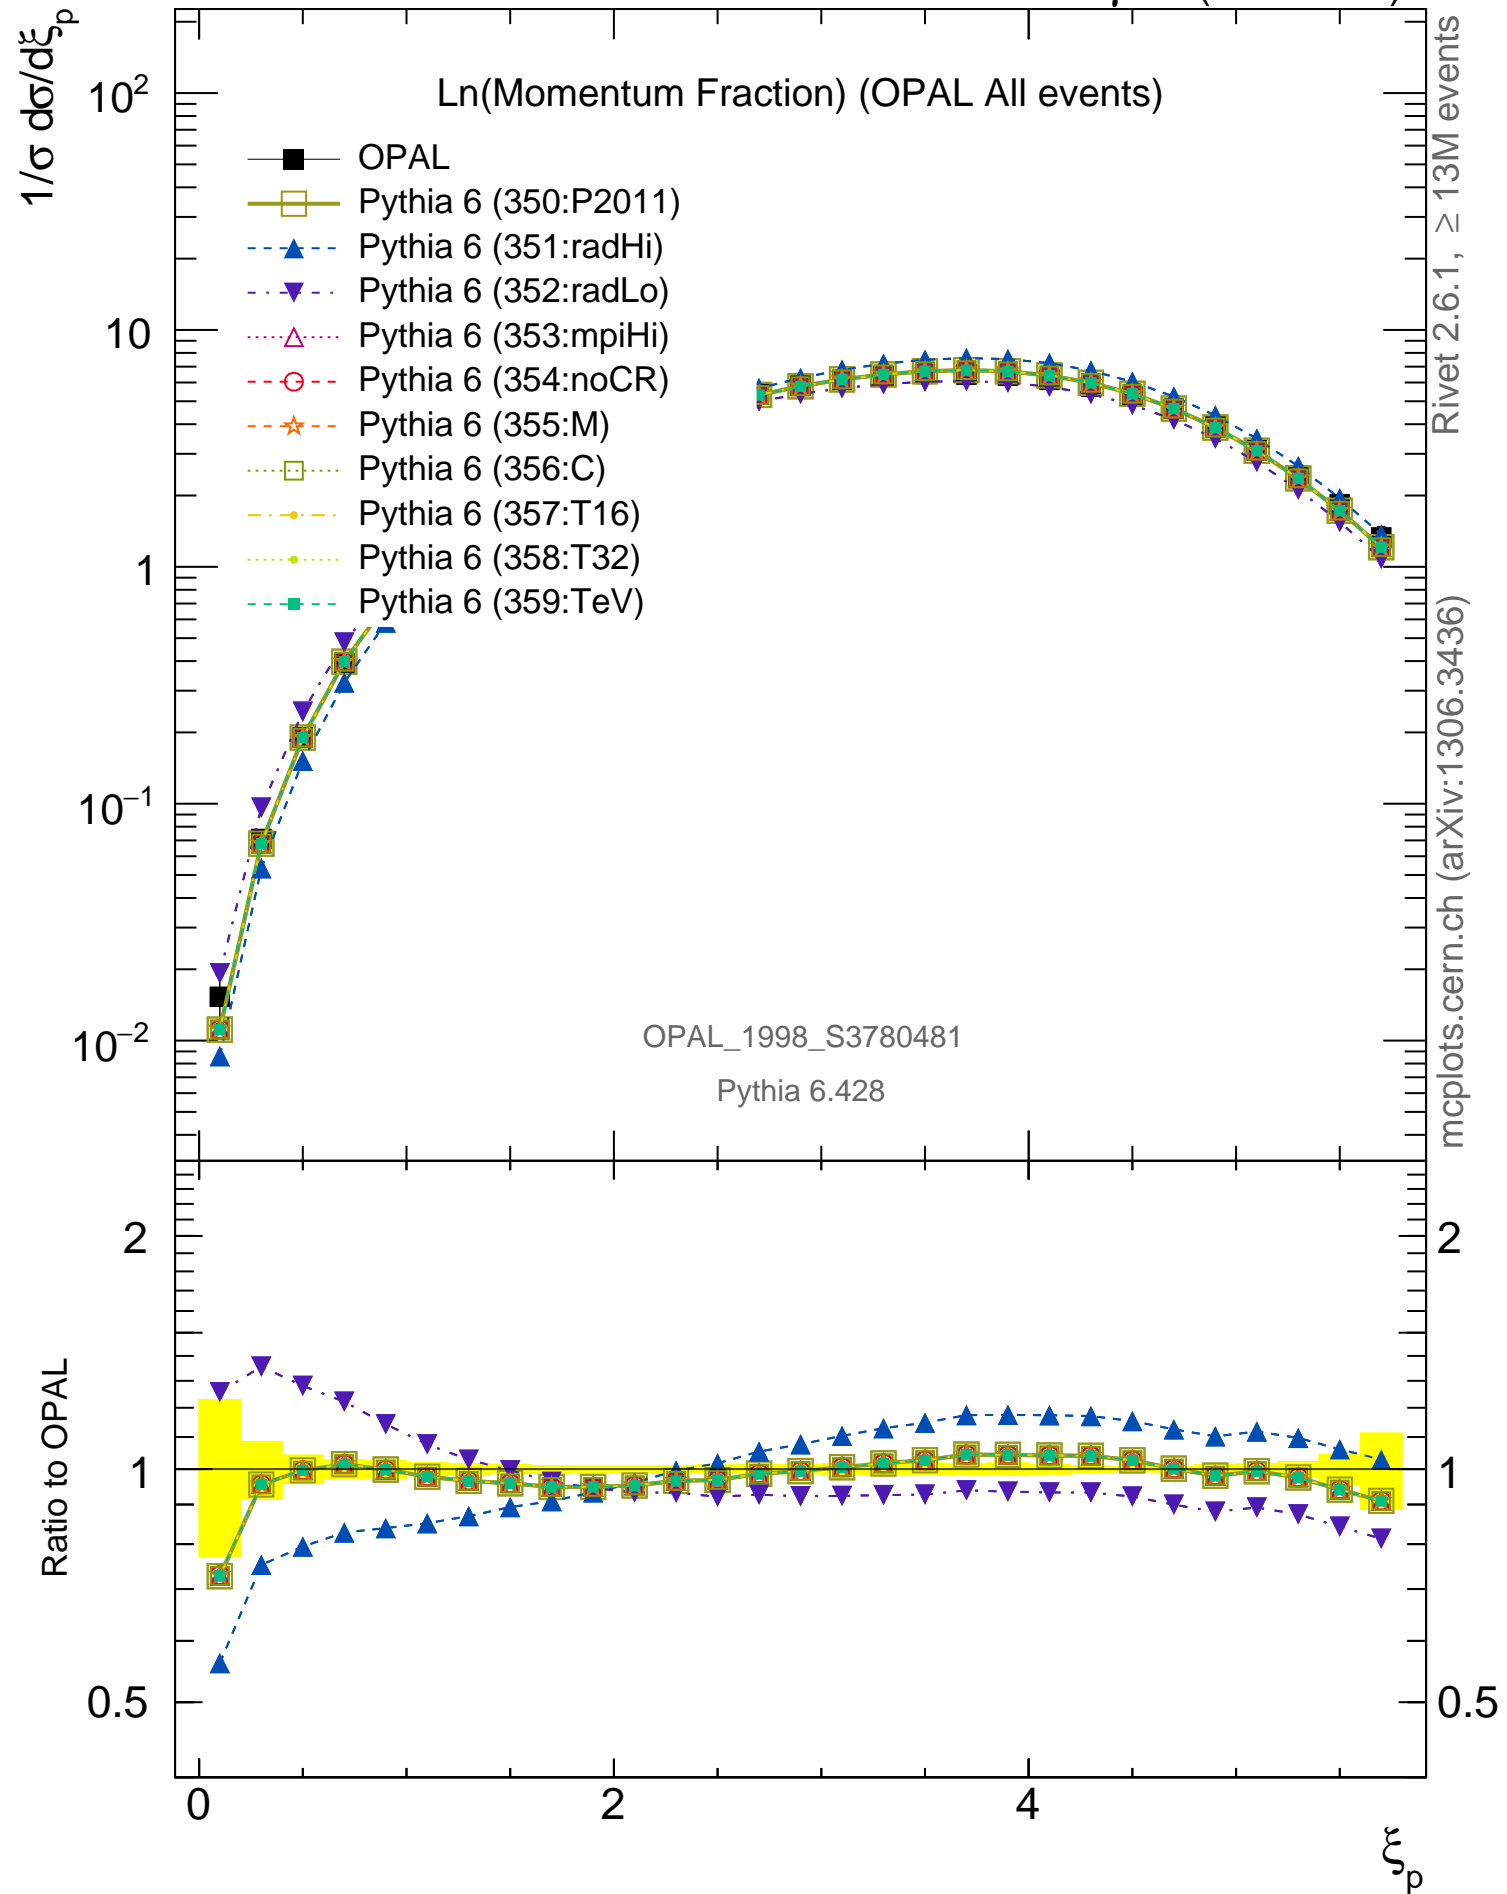 1/σ dσ/dξp
Ln(Momentum Fraction) (OPAL All events)
OPAL
Pythia 6 (350:P2011)
Pythia 6 (351:radHi)
Pythia 6 (352:radLo)
Pythia 6 (353:mpiHi)
Pythia 6 (354:noCR)
Pythia 6 (355:M)
Pythia 6 (356:C)
Pythia 6 (357:T16)
Pythia 6 (358:T32)
Pythia 6 (359:TeV)
10²
10
1
10⁻¹
10⁻²
OPAL_1998_S3780481
Pythia 6.428
Rivet 2.6.1, ≥ 13M events
mcplots.cern.ch (arXiv:1306.3436)
Ratio to OPAL
2
1
0.5
2
1
0.5
0
2
4
ξp